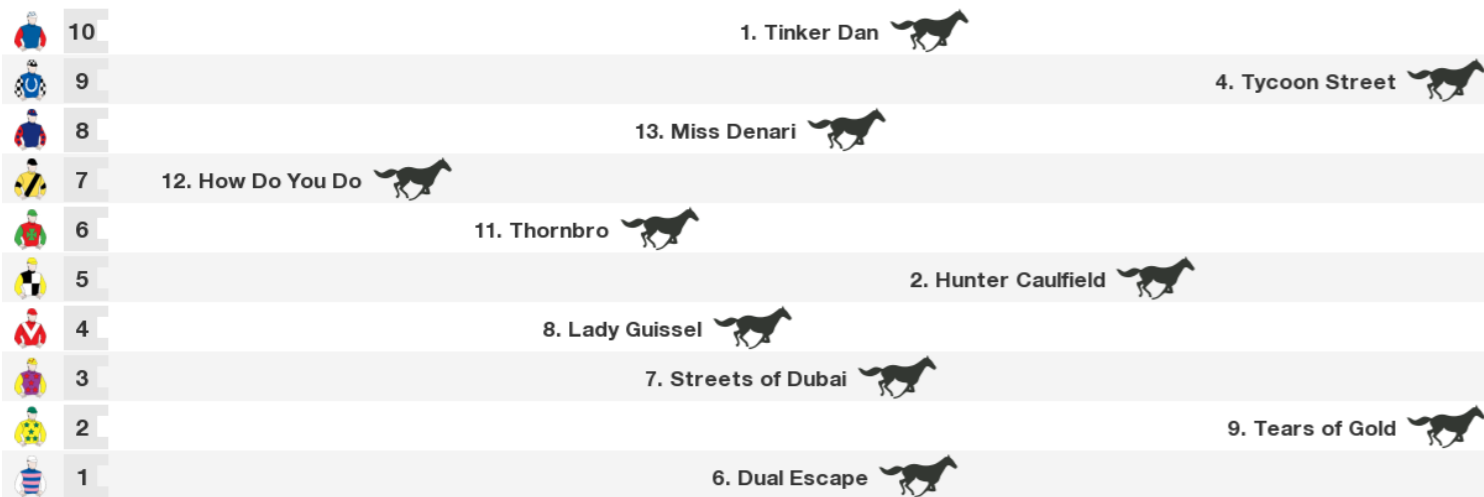 10 1. Tinker Dan
9 4. Tycoon Street
8 13. Miss Denari
7 12. How Do You Do
6 11. Thornbro
5 2. Hunter Caulfield
4 8. Lady Guissel
3 7. Streets of Dubai
2 9. Tears of Gold
1 6. Dual Escape